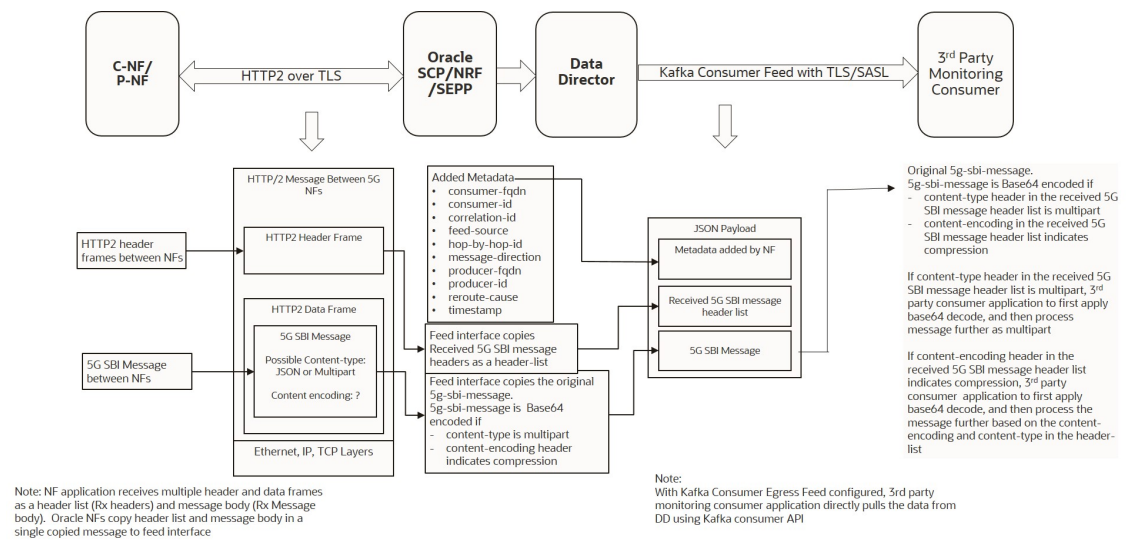 C-NF/
P-NF
HTTP2 over TLS
Oracle
SCP/NRF
/SEPP
Data
Director
Kafka Consumer Feed with TLS/SASL
3rd Party
Monitoring
Consumer
HTTP header
frames between NFs
5G SBI Message
between NFs
HTTP/2 Message Between 5G
NFs
HTTP2 Header Frame
HTTP2 Data Frame
5G SBI Message
Possible Content-type:
JSON or Multipart
Content encoding: ?
Ethernet, IP, TCP Layers
Added Metadata
• consumer-fqdn
• consumer-id
• correlation-id
• feed-source
• hop-by-hop-id
• message-direction
• producer-fqdn
• producer-id
• reroute-cause
• timestamp
Feed interface copies
Received 5G SBI message
headers as a header-list
Feed interface copies the original
5g-sbi-message.
5g-sbi-message is Base64
encoded if
- content-type is multipart
- content-encoding header
indicates compression
JSON Payload
Metadata added by NF
Received 5G SBI message
header list
5G SBI Message
Original 5g-sbi-message.
5g-sbi-message is Base64 encoded if
- content-type header in the received 5G
SBI message header list is multipart
- content-encoding in the received 5G
SBI message header list indicates
compression
If content-type header in the received 5G
SBI message header list is multipart, 3rd
party consumer application to first apply
base64 decode, and then process
message further as multipart
If content-encoding header in the
received 5G SBI message header list
indicates compression, 3rd party
consumer application to first apply
base64 decode, and then process the
message further based on the content-
encoding and content-type in the header-
list
Note: NF application receives multiple header and data frames
as a header list (Rx headers) and message body (Rx Message
body). Oracle NFs copy header list and message body in a
single copied message to feed interface
Note:
With Kafka Consumer Egress Feed configured, 3rd party
monitoring consumer application directly pulls the data from
DD using Kafka consumer API